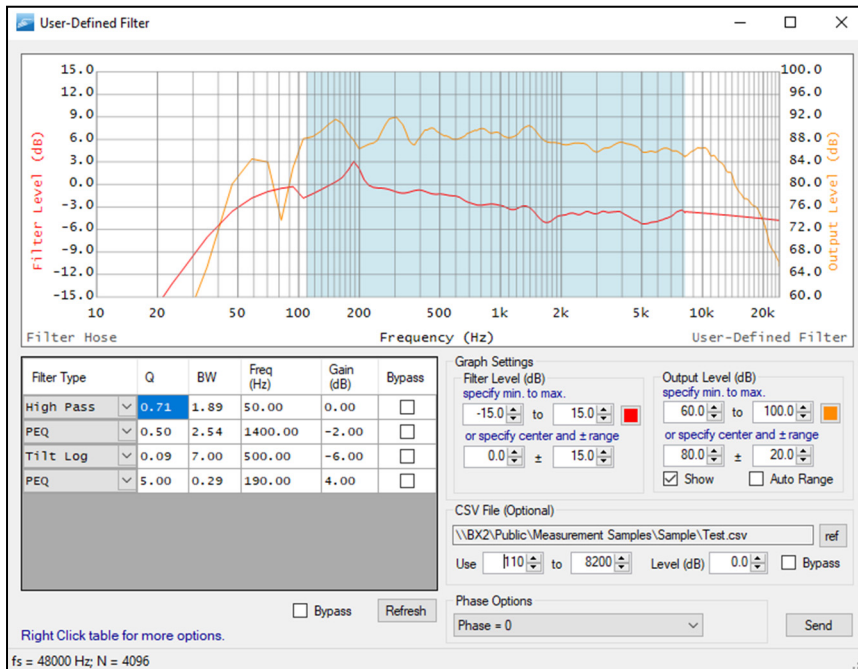 User-Defined Filter
15.0 100.0
12.0 96.0
9.0 92.0
6.0 88.0
3.0 84.0
0.0 80.0
-3.0 76.0
-6.0 72.0
-9.0 68.0
-12.0 64.0
-15.0 60.0
Filter Level (dB)
Output Level (dB)
10 20 50 100 200 500 1k 2k 5k 10k 20k
Filter Hose Frequency (Hz) User-Defined Filter
Filter Type Q BW Freq (Hz) Gain (dB) Bypass
High Pass 0.71 1.89 50.00 0.00
PEQ 0.50 2.54 1400.00 -2.00
Tilt Log 0.09 7.00 500.00 -6.00
PEQ 5.00 0.29 190.00 4.00
Bypass Refresh
Right Click table for more options.
Graph Settings
Filter Level (dB)
specify min. to max.
-15.0 to 15.0
or specify center and ± range
0.0 ± 15.0
Output Level (dB)
specify min. to max.
60.0 to 100.0
or specify center and ± range
80.0 ± 20.0
Show Auto Range
CSV File (Optional)
\\BX2\Public\Measurement Samples\Sample\Test.csv ref
Use 110 to 8200 Level (dB) 0.0 Bypass
Phase Options
Phase = 0 Send
fs = 48000 Hz; N = 4096